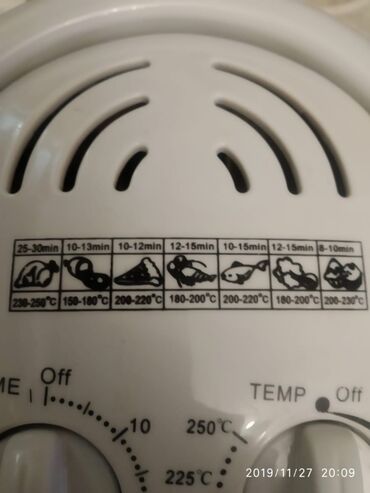 25-30min 10-13min 10-12min 12-15min 10-15min 12-15min 8-10min
230-250°C 150-180°C 200-220°C 180-200°C 200-220°C 180-200°C 200-230°C
Off TEMP Off
10 250°C
225°C
2019/11/27 20:09